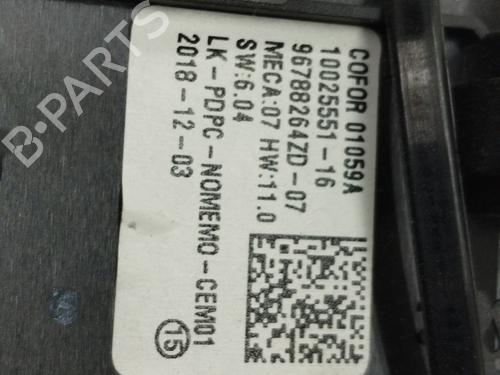 COFOR 01059A
10025551-16
96788264ZD-07
MECA:07 HW:11.0
SW:6.04
LK-PDPC-NOMEMO-CEM01
2018-12-03
15
B-PARTS